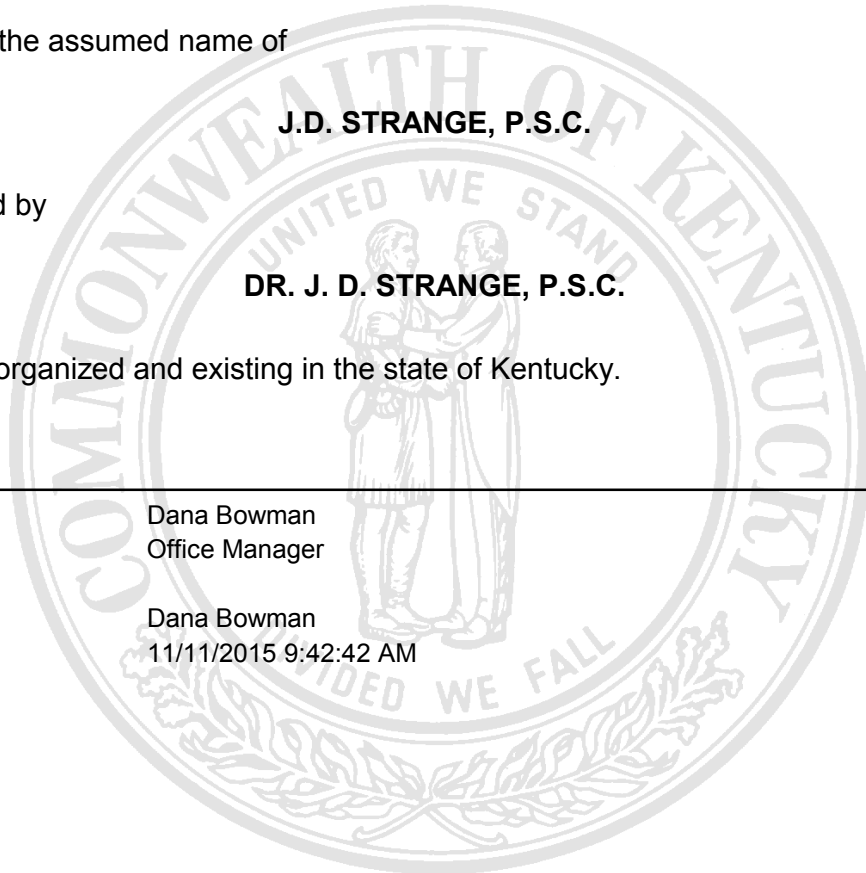 the assumed name of
J.D. STRANGE, P.S.C.
d by
DR. J. D. STRANGE, P.S.C.
organized and existing in the state of Kentucky.
Dana Bowman
Office Manager
Dana Bowman
11/11/2015 9:42:42 AM
COMMONWEALTH OF KENTUCKY
UNITED WE STAND
DIVIDED WE FALL